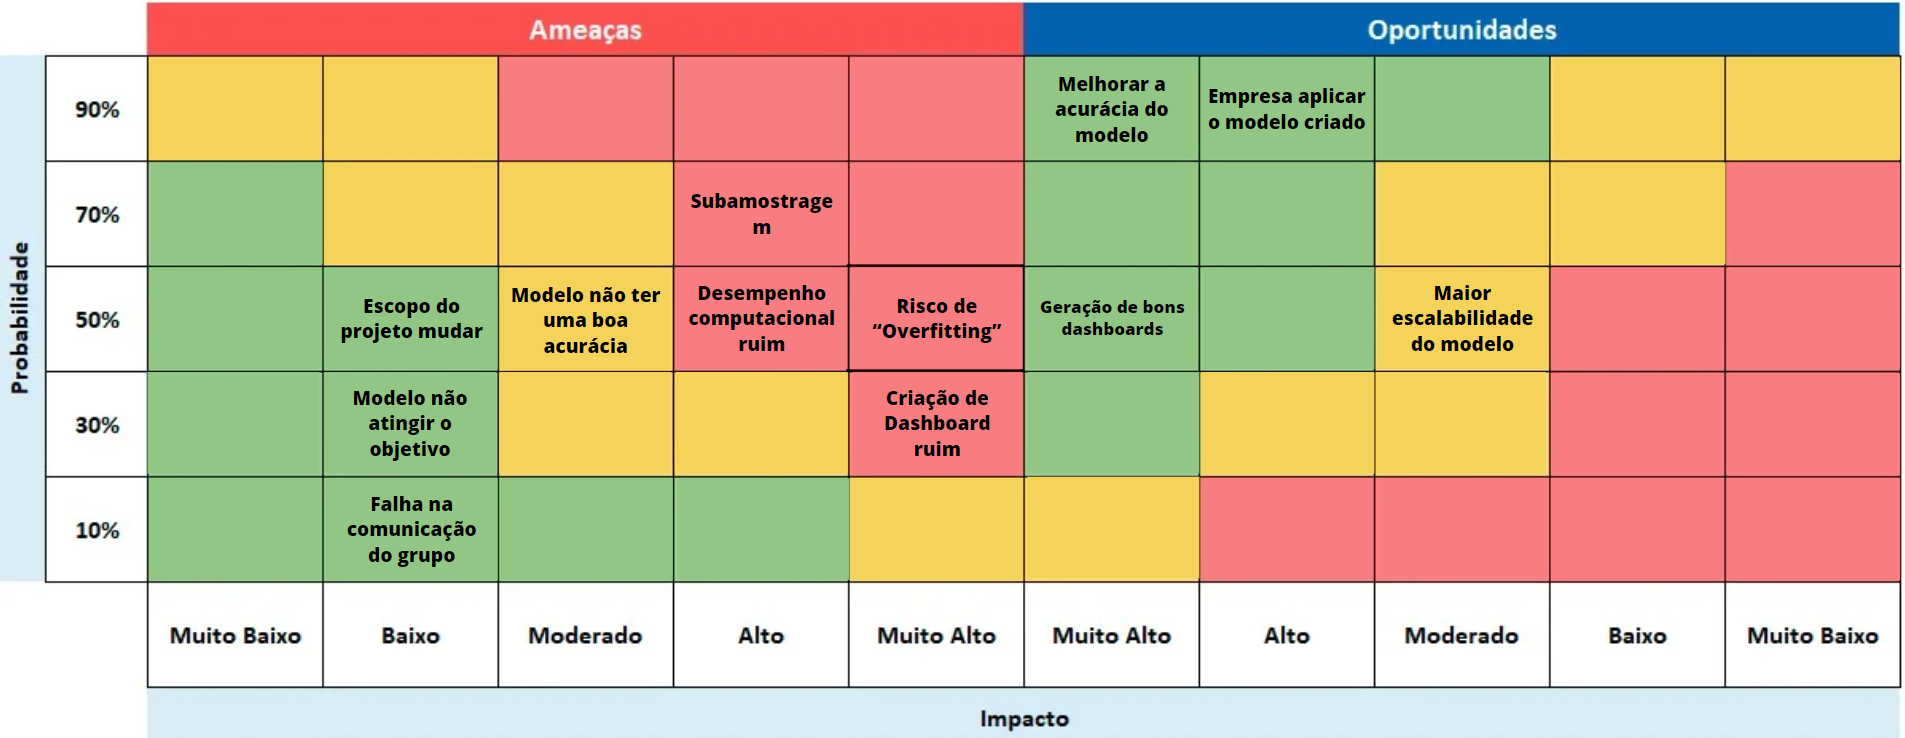 Ameaças
Oportunidades
Probabilidade
90%
Melhorar a
acurácia do
modelo
Empresa aplicar
o modelo criado
70%
Subamostrage
m
50%
Escopo do
projeto mudar
Modelo não ter
uma boa
acurácia
Desempenho
computacional
ruim
Risco de
“Overfitting”
Geração de bons
dashboards
Maior
escalabilidade
do modelo
30%
Modelo não
atingir o
objetivo
Criação de
Dashboard
ruim
10%
Falha na
comunicação
do grupo
Muito Baixo
Baixo
Moderado
Alto
Muito Alto
Muito Alto
Alto
Moderado
Baixo
Muito Baixo
Impacto